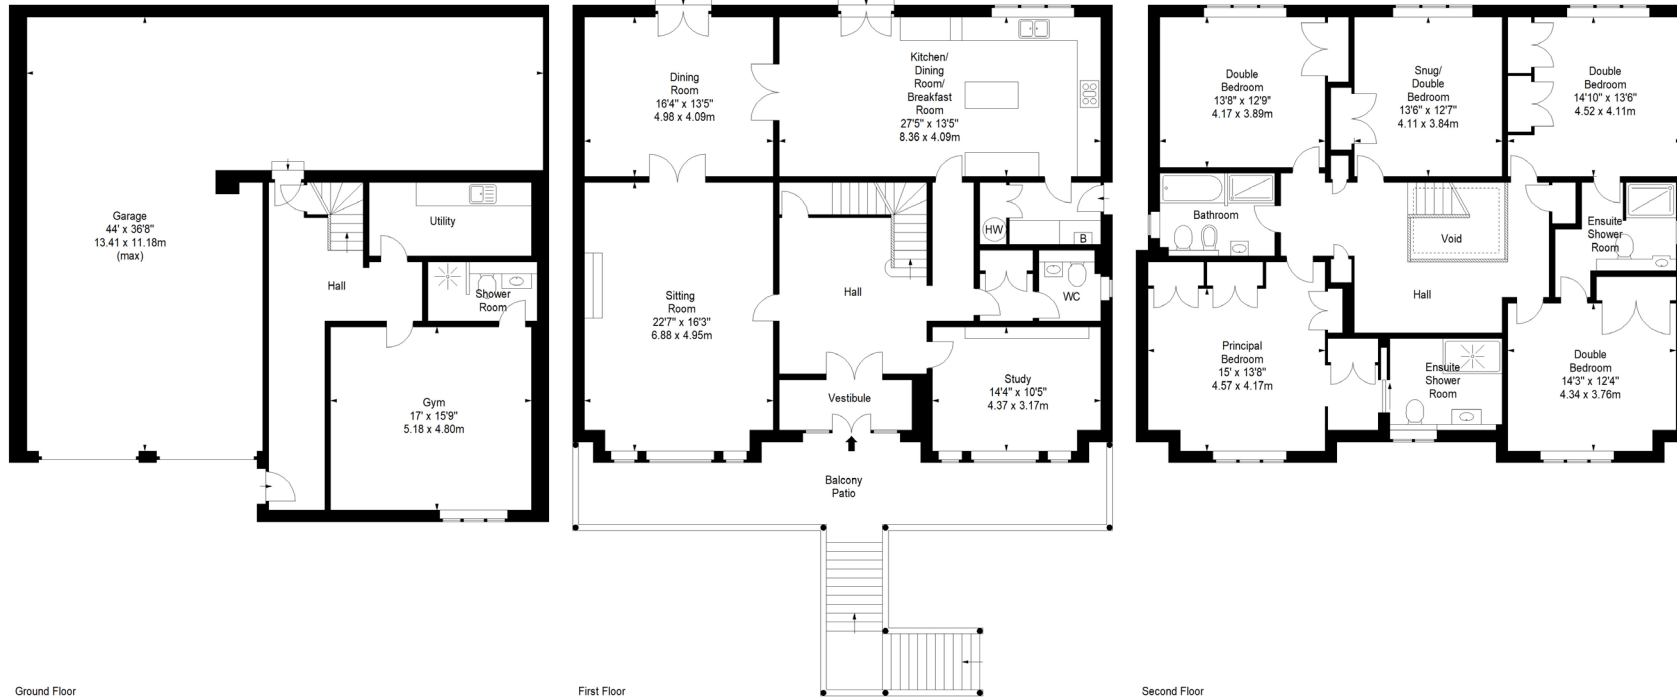 Garage
44' x 36'8"
13.41 x 11.18m
(max)
Utility
Hall
Shower
Room
Gym
17' x 15'9"
5.18 x 4.80m
Ground Floor
Dining
Room
16'4" x 13'5"
4.98 x 4.09m
Kitchen/
Dining
Room/
Breakfast
Room
27'5" x 13'5"
8.36 x 4.09m
HW
B
WC
Sitting
Room
22'7" x 16'3"
6.88 x 4.95m
Hall
Vestibule
Study
14'4" x 10'5"
4.37 x 3.17m
Balcony
Patio
First Floor
Double
Bedroom
13'8" x 12'9"
4.17 x 3.89m
Snug/
Double
Bedroom
13'6" x 12'7"
4.11 x 3.84m
Double
Bedroom
14'10" x 13'6"
4.52 x 4.11m
Bathroom
Void
Ensuite
Shower
Room
Hall
Principal
Bedroom
15' x 13'8"
4.57 x 4.17m
Ensuite
Shower
Room
Double
Bedroom
14'3" x 12'4"
4.34 x 3.76m
Second Floor